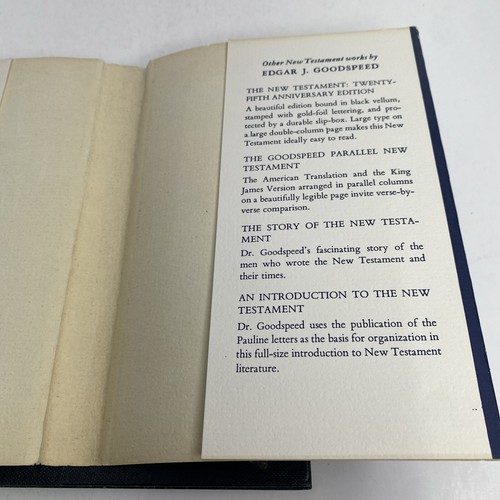 Other New Testament works by
EDGAR J. GOODSPEED
THE NEW TESTAMENT: TWENTY-
FIFTH ANNIVERSARY EDITION
A beautiful edition bound in black vellum,
stamped with gold-foil lettering, and pro-
tected by a durable slip-box. Large type on
a large double-column page makes this New
Testament ideally easy to read.
THE GOODSPEED PARALLEL NEW
TESTAMENT
The American Translation and the King
James Version arranged in parallel columns
on a beautifully legible page invite verse-by-
verse comparison.
THE STORY OF THE NEW TESTA-
MENT
Dr. Goodspeed's fascinating story of the
men who wrote the New Testament and
their times.
AN INTRODUCTION TO THE NEW
TESTAMENT
Dr. Goodspeed uses the publication of the
Pauline letters as the basis for organization in
this full-size introduction to New Testament
literature.